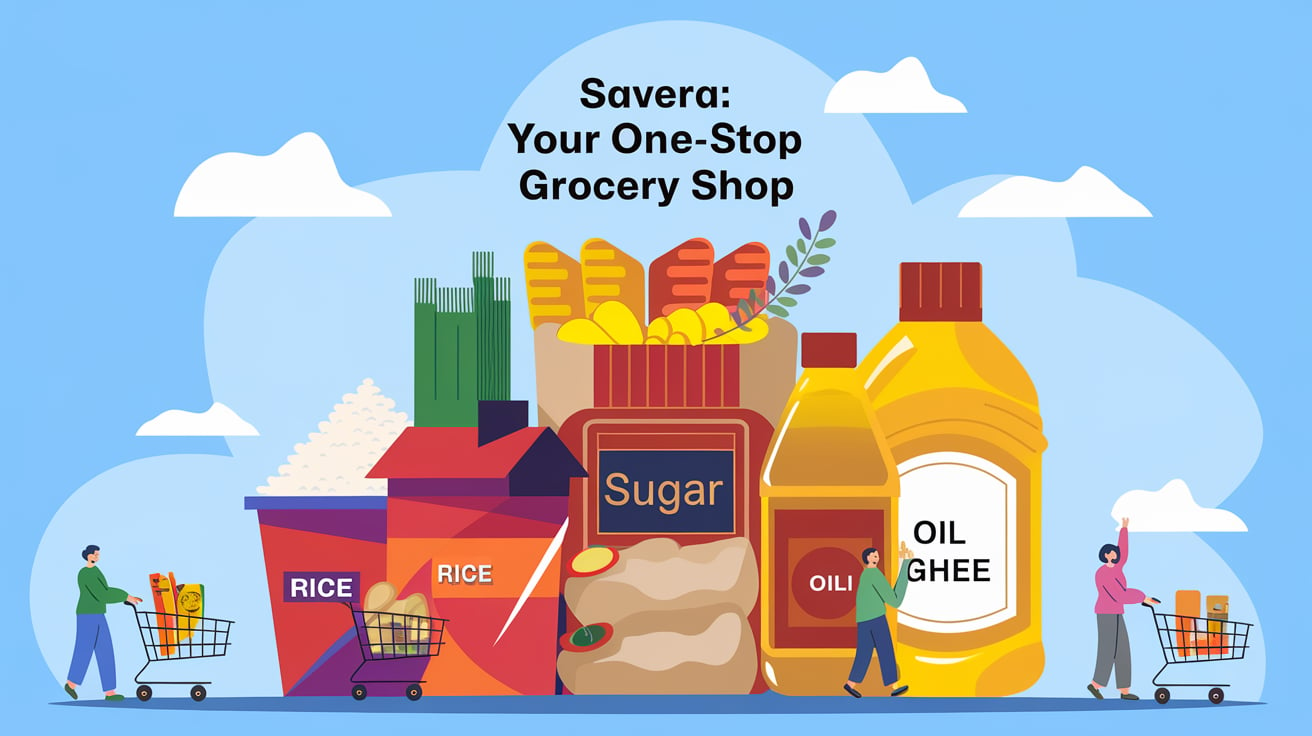 Savera:
Your One-Stop
Grocery Shop
Sugar
RICE
RICE
OILI
OIL
GHEE